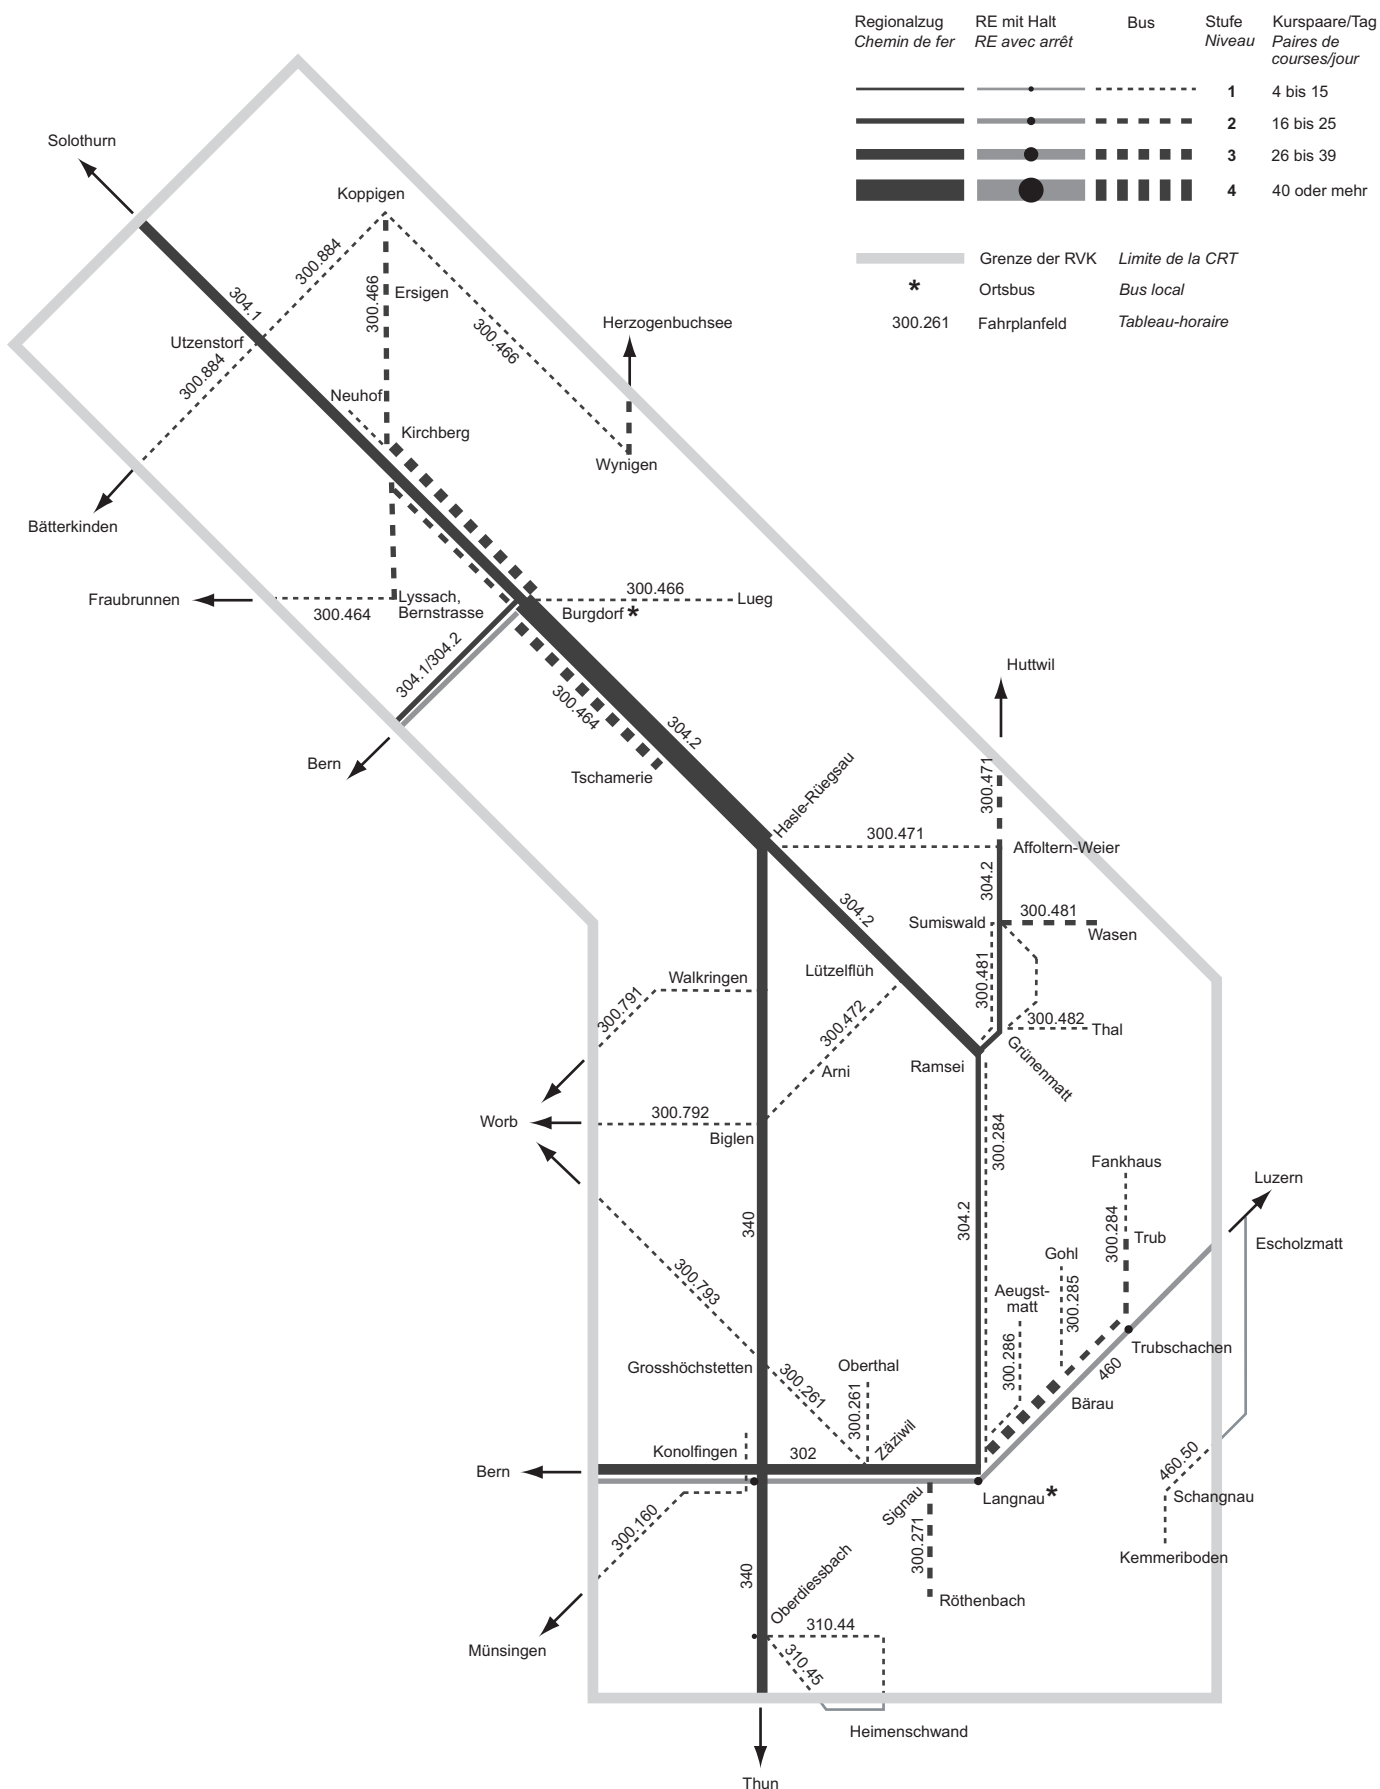 Regionalzug
Chemin de fer
RE mit Halt
RE avec arrêt
Bus
Stufe
Niveau
Kurspaare/Tag
Paires de
courses/jour
1 4 bis 15
2 16 bis 25
3 26 bis 39
4 40 oder mehr
Grenze der RVK Limite de la CRT
* Ortsbus Bus local
300.261 Fahrplanfeld Tableau-horaire
Solothurn
Koppigen
300.884
304.1
300.466
Ersigen
300.466
Herzogenbuchsee
Utzenstorf
300.884
Neuhof
Kirchberg
Wynigen
Bätterkinden
Fraubrunnen
300.464
Lyssach,
Bernstrasse
300.466
Lueg
Burgdorf *
304.1/304.2
Bern
300.464
304.2
Tschamerie
Huttwil
300.471
Hasle-Rüegsau
300.471
Affoltern-Weier
304.2
304.2
Sumiswald
300.481
Wasen
300.481
Walkringen
Lützelflüh
300.791
300.472
300.482
Thal
Arni
Ramsei
Grünenmatt
Worb
300.792
Biglen
300.284
Fankhaus
Luzern
340
304.2
300.284
Trub
Gohl
Escholzmatt
300.793
Aeugst-
matt
300.285
Grosshöchstetten
300.261
Oberthal
300.261
300.286
Trubschachen
460
Bärau
Konolfingen
302
Zäziwil
Bern
460.50
Signau
Langnau *
Schangnau
300.160
300.271
Kemmeriboden
340
Oberdiessbach
Röthenbach
Münsingen
310.44
310.45
Heimenschwand
Thun